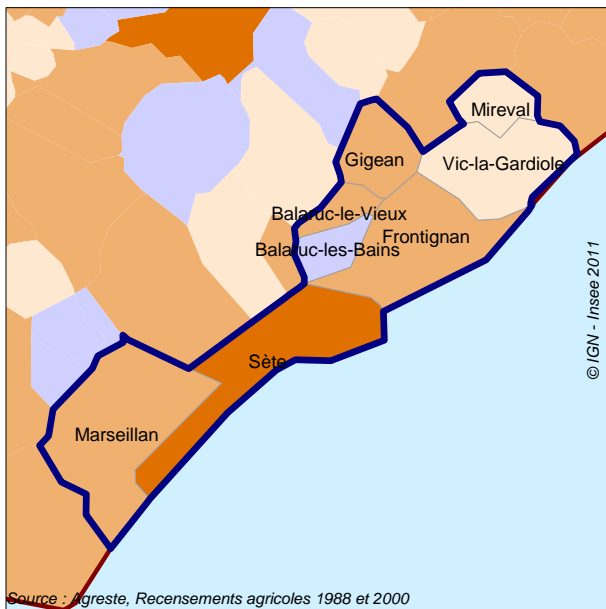 Mireval
Gigean
Vic-la-Gardiole
Balaruc-le-Vieux
Frontignan
Balaruc-les-Bains
Sète
Marseillan
© IGN - Insee 2011
Source : Agreste, Recensements agricoles 1988 et 2000